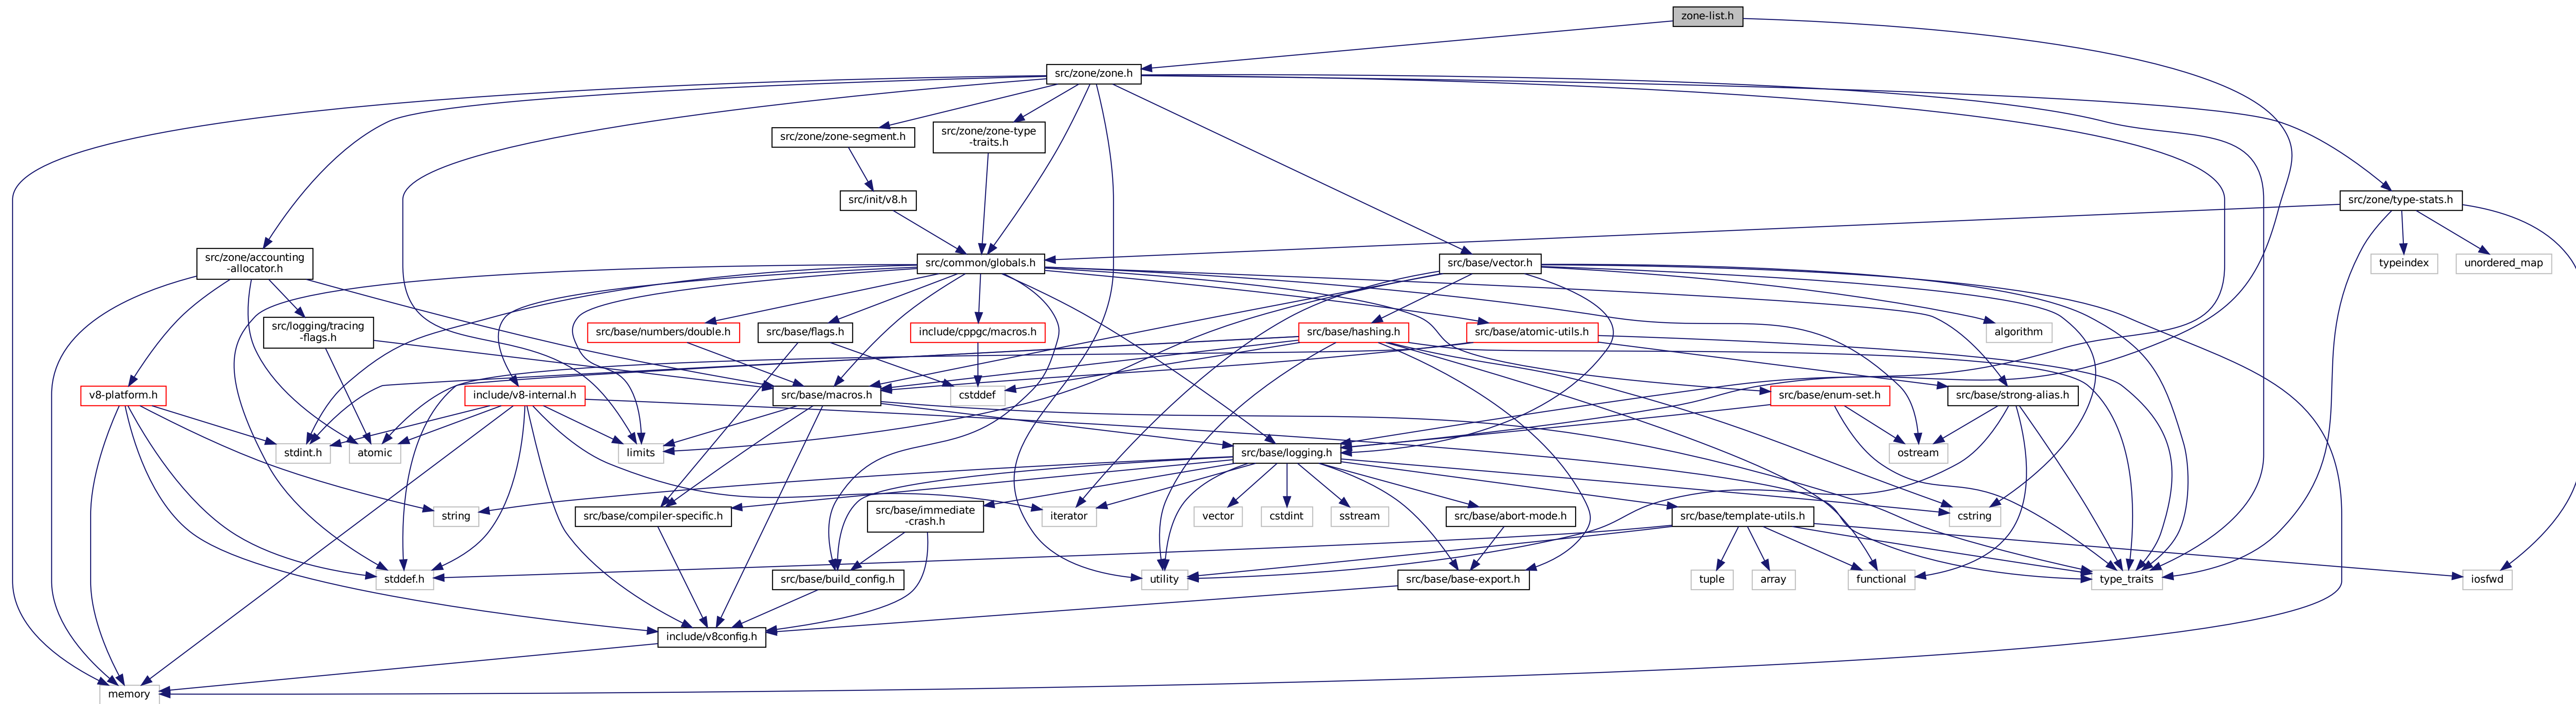 zone-list.h
src/zone/zone.h
src/zone/zone-segment.h
src/zone/zone-type
-traits.h
src/init/v8.h
src/zone/type-stats.h
src/zone/accounting
-allocator.h
src/common/globals.h
src/base/vector.h
typeindex
unordered_map
src/logging/tracing
-flags.h
src/base/numbers/double.h
src/base/flags.h
include/cppgc/macros.h
src/base/hashing.h
src/base/atomic-utils.h
algorithm
v8-platform.h
include/v8-internal.h
src/base/macros.h
cstddef
src/base/enum-set.h
src/base/strong-alias.h
stdint.h
atomic
limits
src/base/logging.h
ostream
string
src/base/compiler-specific.h
src/base/immediate
-crash.h
iterator
vector
cstdint
sstream
src/base/abort-mode.h
src/base/template-utils.h
cstring
stddef.h
src/base/build_config.h
utility
src/base/base-export.h
tuple
array
functional
type_traits
iosfwd
include/v8config.h
memory